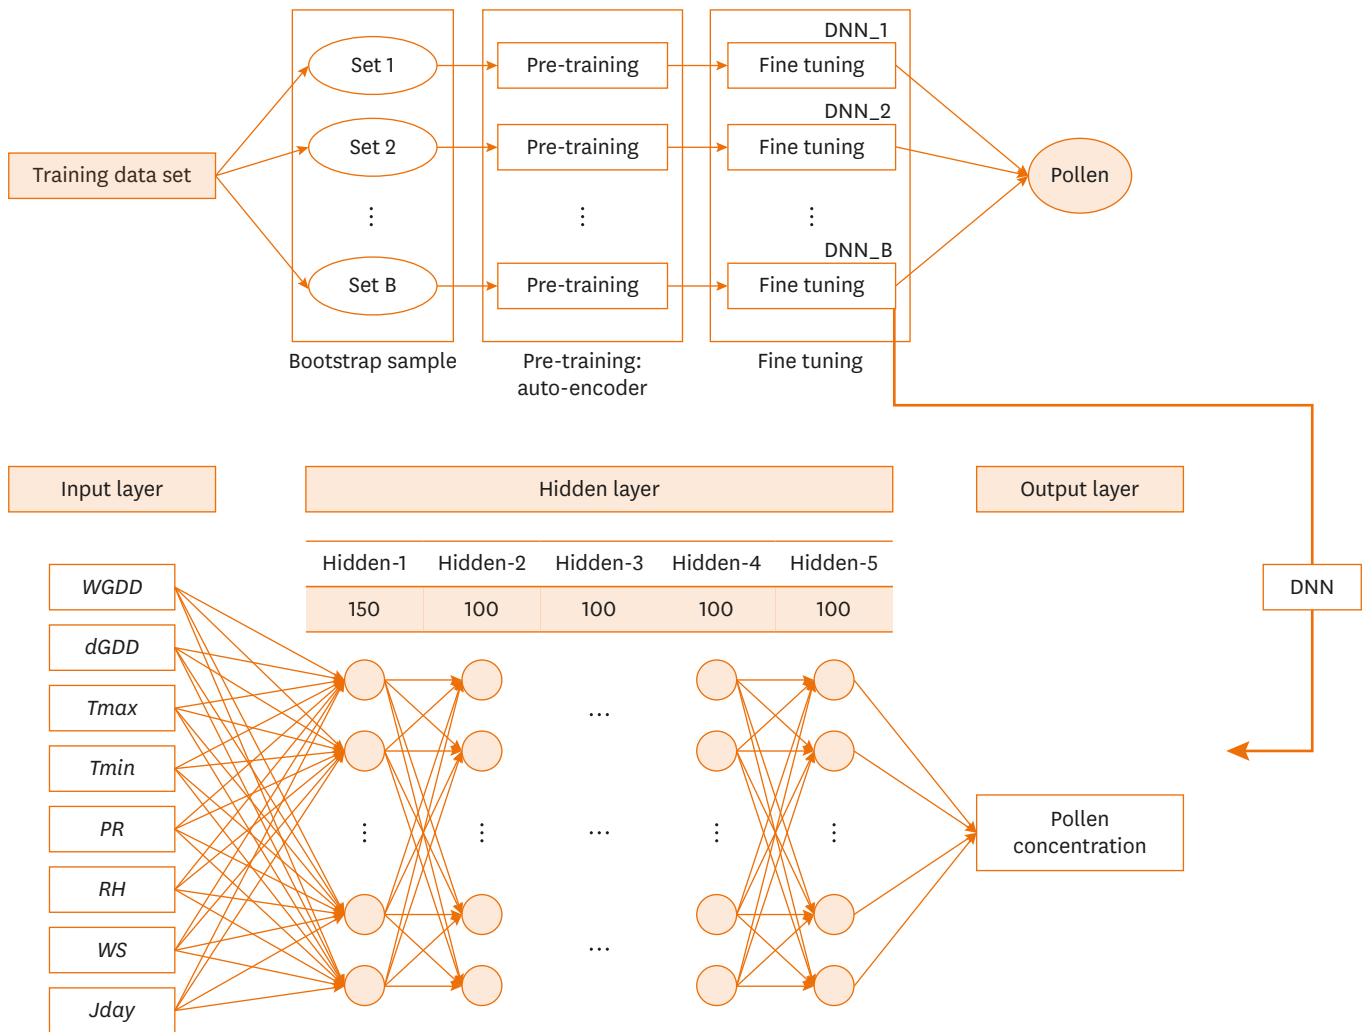 DNN_1
Set 1
Pre-training
Fine tuning
DNN_2
Set 2
Pre-training
Fine tuning
Training data set
Pollen
⋮ ⋮ ⋮
DNN_B
Set B
Pre-training
Fine tuning
Bootstrap sample
Pre-training:
auto-encoder
Fine tuning
Input layer
Hidden layer
Output layer
Hidden-1 Hidden-2 Hidden-3 Hidden-4 Hidden-5
150 100 100 100 100
DNN
WGDD
dGDD
Tmax
Tmin
PR
RH
WS
Jday
...
⋮ ⋮ ... ⋮ ⋮
...
Pollen
concentration